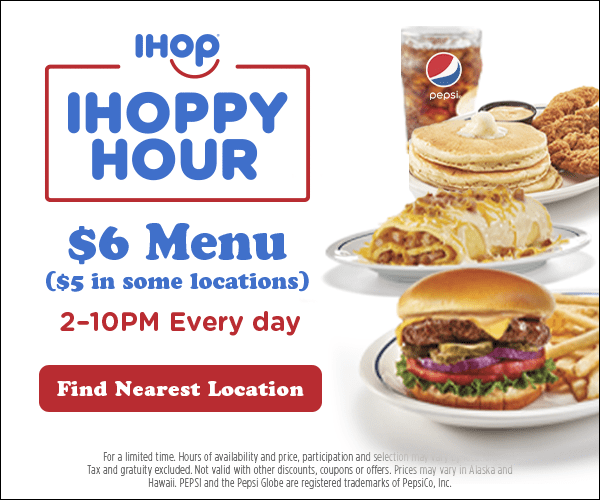 IHOP
IHOPPY
HOUR
$6 Menu
($5 in some locations)
2–10PM Every day
Find Nearest Location
pepsi
For a limited time. Hours of availability and price, participation and selection may
Tax and gratuity excluded. Not valid with other discounts, coupons or offers. Prices may vary in Alaska and
Hawaii. PEPSI and the Pepsi Globe are registered trademarks of PepsiCo, Inc.